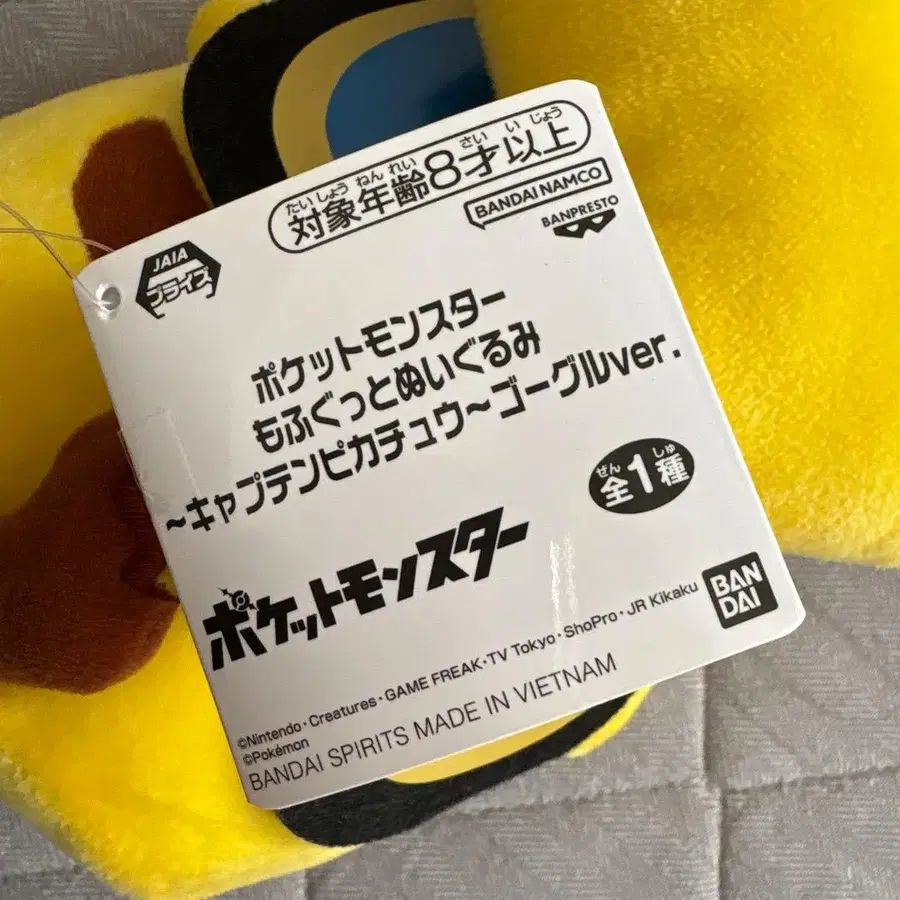 対象年齢8才以上
たいしょうねんれい さい いじょう
BANDAI NAMCO
BANPRESTO
JAIA
プライズ
ポケットモンスター
もふぐっとぬいぐるみ
～キャプテンピカチュウ～ゴーグルver.
全1種
ぜん しゅ
ポケットモンスター
BAN
DAI
©Nintendo・Creatures・GAME FREAK・TV Tokyo・ShoPro・JR Kikaku
©Pokémon
BANDAI SPIRITS MADE IN VIETNAM